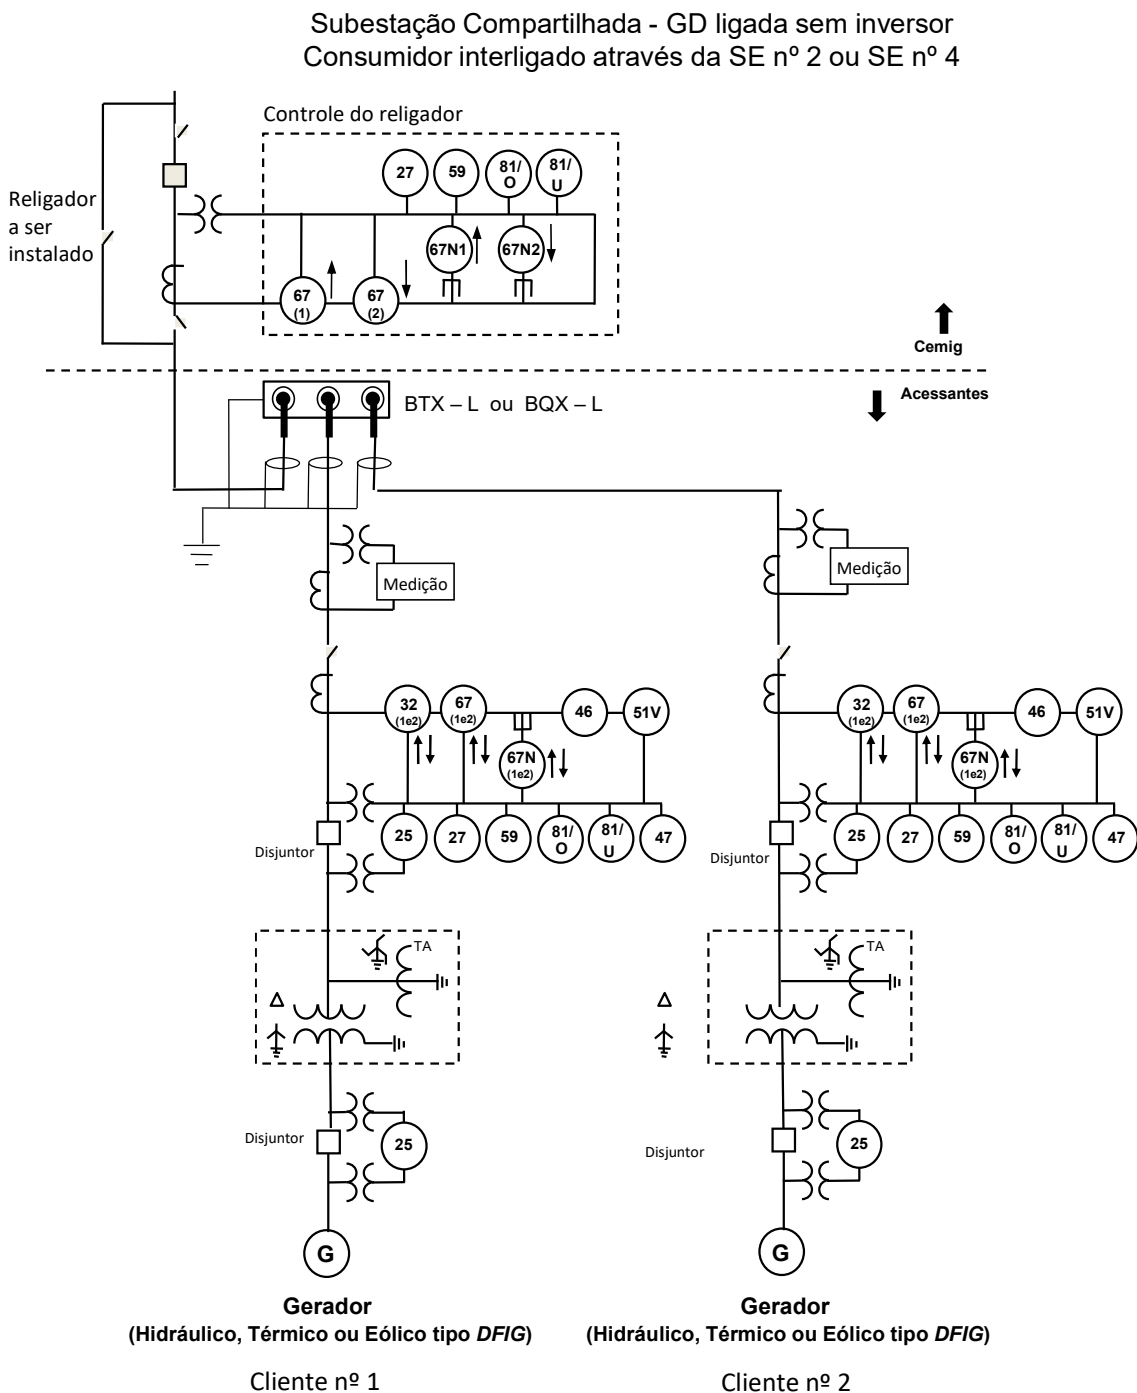 Subestação Compartilhada - GD ligada sem inversor
Consumidor interligado através da SE nº 2 ou SE nº 4
Controle do religador
Religador
a ser
instalado
27
59
81/
O
81/
U
67N1
67N2
67
(1)
67
(2)
Cemig
Acessantes
BTX – L ou BQX – L
Medição
Medição
32
(1e2)
67
(1e2)
46
51V
67N
(1e2)
25
27
59
81/
O
81/
U
47
Disjuntor
32
(1e2)
67
(1e2)
46
51V
67N
(1e2)
25
27
59
81/
O
81/
U
47
Disjuntor
TA
TA
Disjuntor
25
Disjuntor
25
G
G
Gerador
(Hidráulico, Térmico ou Eólico tipo DFIG)
Cliente nº 1
Gerador
(Hidráulico, Térmico ou Eólico tipo DFIG)
Cliente nº 2